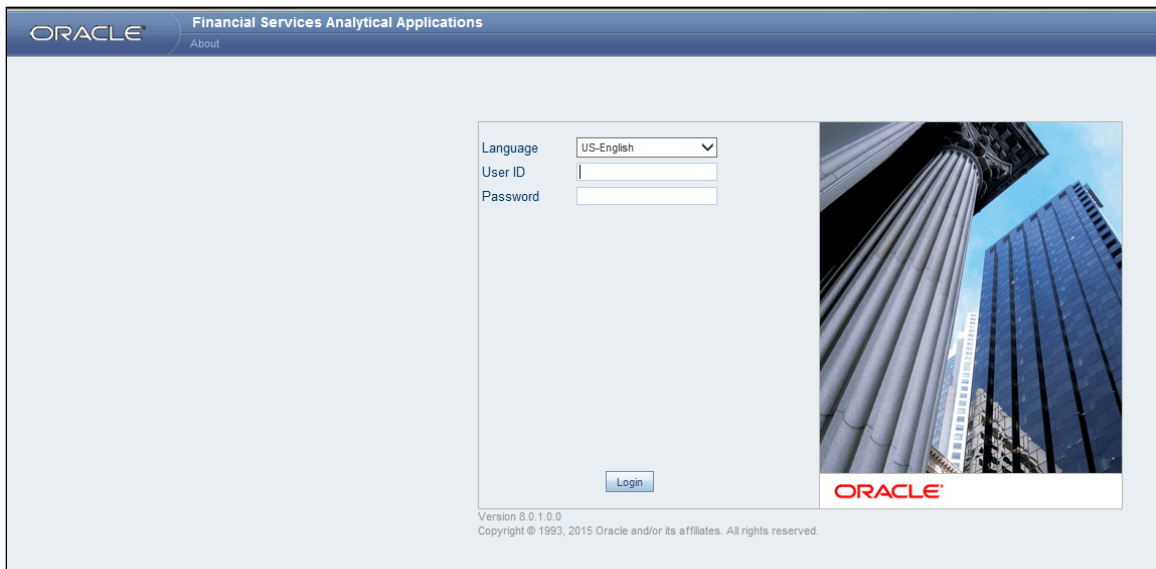 ORACLE
Financial Services Analytical Applications
About
Language
US-English
User ID
Password
Login
ORACLE
Version 8.0.1.0.0
Copyright © 1993, 2015 Oracle and/or its affiliates. All rights reserved.